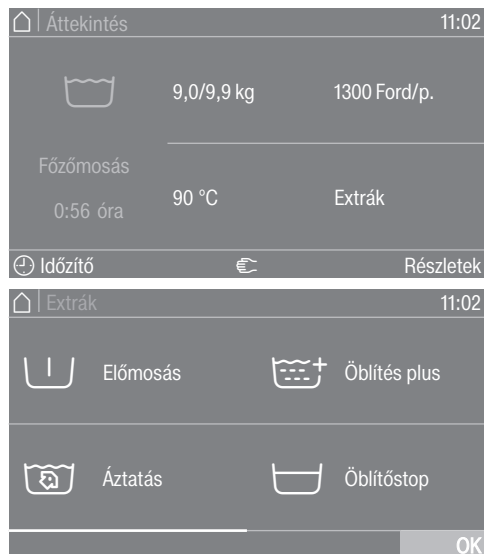 Áttekintés 11:02
9,0/9,9 kg 1300 Ford/p.
Főzőmosás
90 °C Extrák
0:56 óra
Időzítő Részletek
Extrák 11:02
Előmosás Öblítés plus
Áztatás Öblítőstop
OK